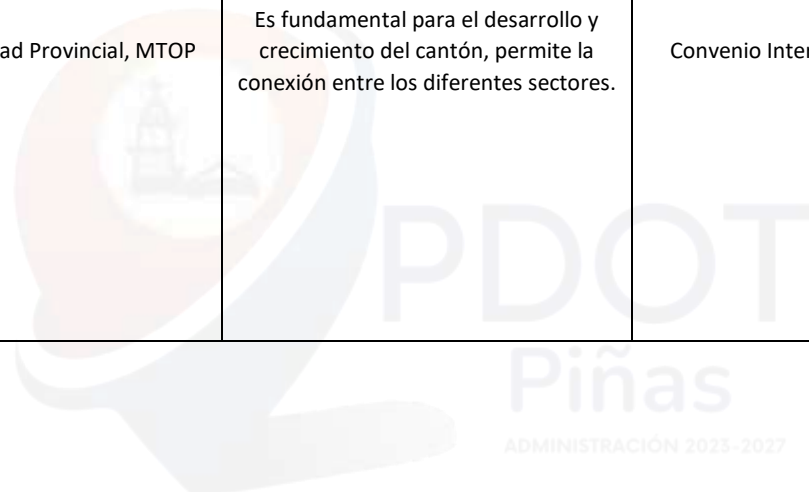 Es fundamental para el desarrollo y
ad Provincial, MTOP crecimiento del cantón, permite la Convenio Inter
conexión entre los diferentes sectores.
PDOT
Piñas
ADMINISTRACIÓN 2023-2027